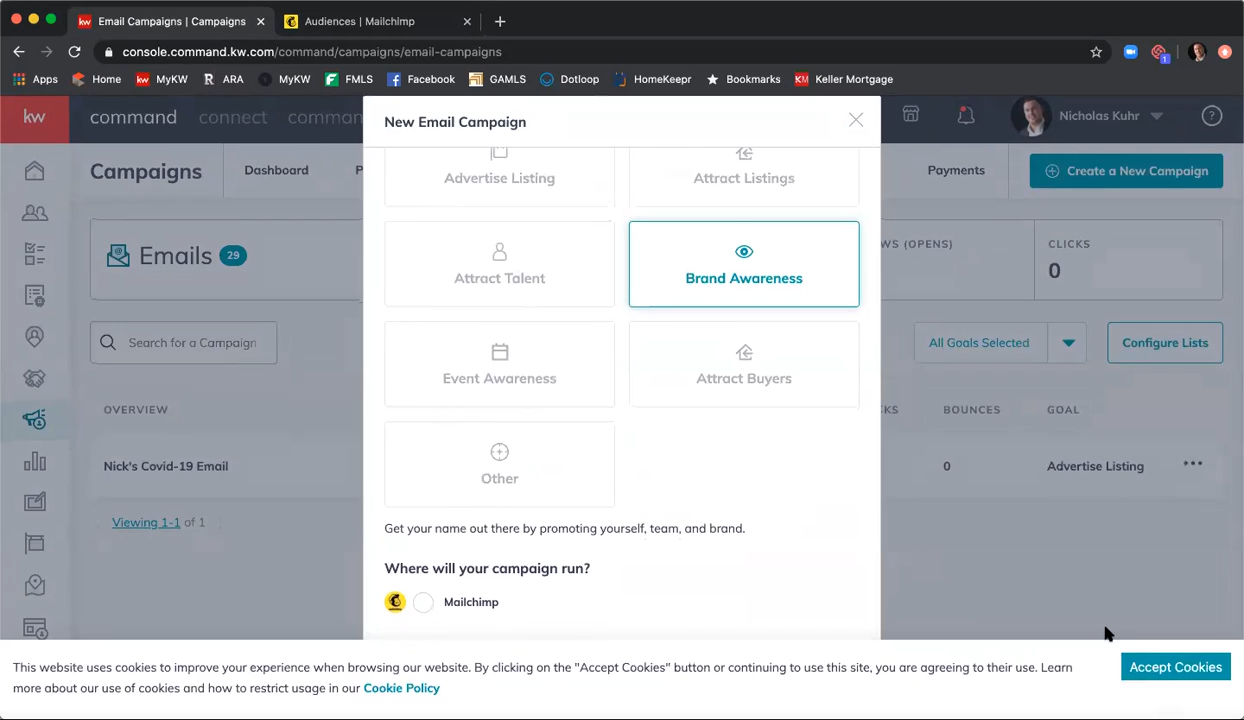 Email Campaigns | Campaigns
Audiences | Mailchimp
console.command.kw.com/command/campaigns/email-campaigns
Apps
Home
kw MyKW
R ARA
MyKW
FMLS
Facebook
GAMLS
Dotloop
HomeKeepr
Bookmarks
KM Keller Mortgage
kw
command
connect
comman
New Email Campaign
Nicholas Kuhr
Campaigns
Dashboard
P
Payments
Create a New Campaign
Advertise Listing
Attract Listings
Emails 29
WS (OPENS)
CLICKS
0
Attract Talent
Brand Awareness
Search for a Campaign
All Goals Selected
Configure Lists
Event Awareness
Attract Buyers
OVERVIEW
KS
BOUNCES
GOAL
Nick's Covid-19 Email
0
Advertise Listing
Other
Viewing 1-1 of 1
Get your name out there by promoting yourself, team, and brand.
Where will your campaign run?
Mailchimp
This website uses cookies to improve your experience when browsing our website. By clicking on the "Accept Cookies" button or continuing to use this site, you are agreeing to their use. Learn
more about our use of cookies and how to restrict usage in our Cookie Policy
Accept Cookies